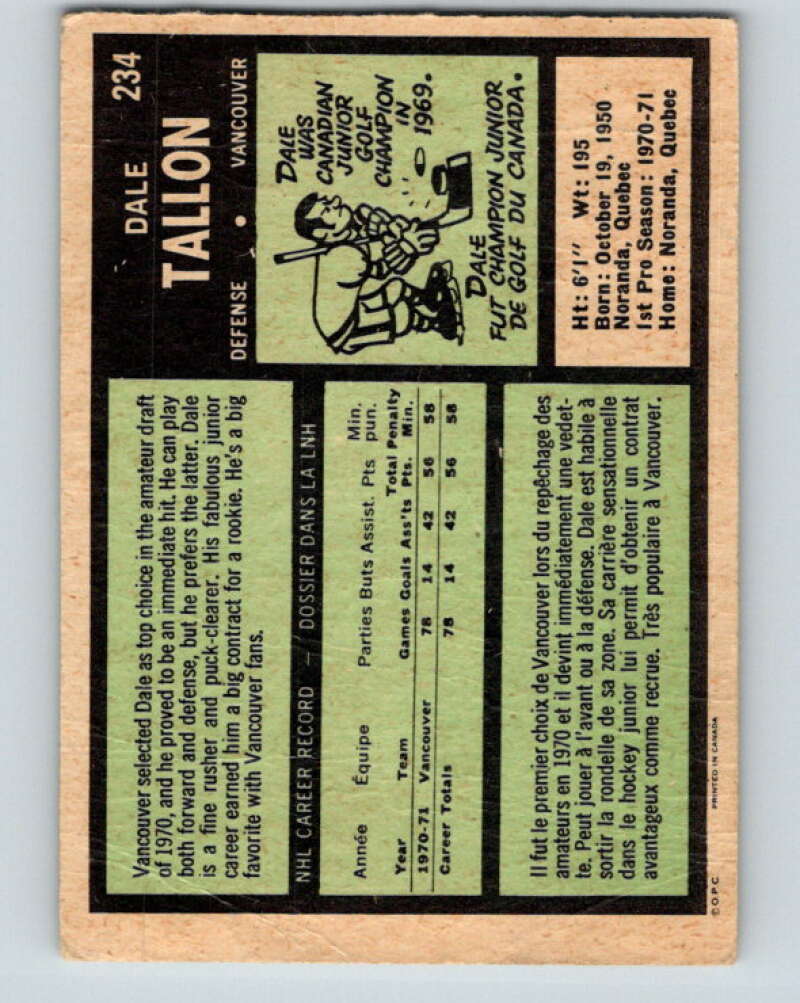 DALE 234
TALLON
DEFENSE • VANCOUVER
DALE
WAS
CANADIAN
JUNIOR
GOLF
CHAMPION
IN
1969.
DALE
FUT CHAMPION JUNIOR
DE GOLF DU CANADA.
Ht: 6'1" Wt: 195
Born: October 19, 1950
Noranda, Quebec
1st Pro Season: 1970-71
Home: Noranda, Quebec
Vancouver selected Dale as top choice in the amateur draft
of 1970, and he proved to be an immediate hit. He can play
both forward and defense, but he prefers the latter. Dale
is a fine rusher and puck-clearer. His fabulous junior
career earned him a big contract for a rookie. He's a big
favorite with Vancouver fans.
NHL CAREER RECORD — DOSSIER DANS LA LNH
Min.
Année Équipe Parties Buts Assist. Pts pun.
Total Penalty
Year Team Games Goals Ass'ts Pts. Min.
1970-71 Vancouver 78 14 42 56 58
Career Totals 78 14 42 56 58
Il fut le premier choix de Vancouver lors du repêchage des
amateurs en 1970 et il devint immédiatement une vedet-
te. Peut jouer à l'avant ou à la défense. Dale est habile à
sortir la rondelle de sa zone. Sa carrière sensationnelle
dans le hockey junior lui permit d'obtenir un contrat
avantageux comme recrue. Très populaire à Vancouver.
© O.P.C. PRINTED IN CANADA